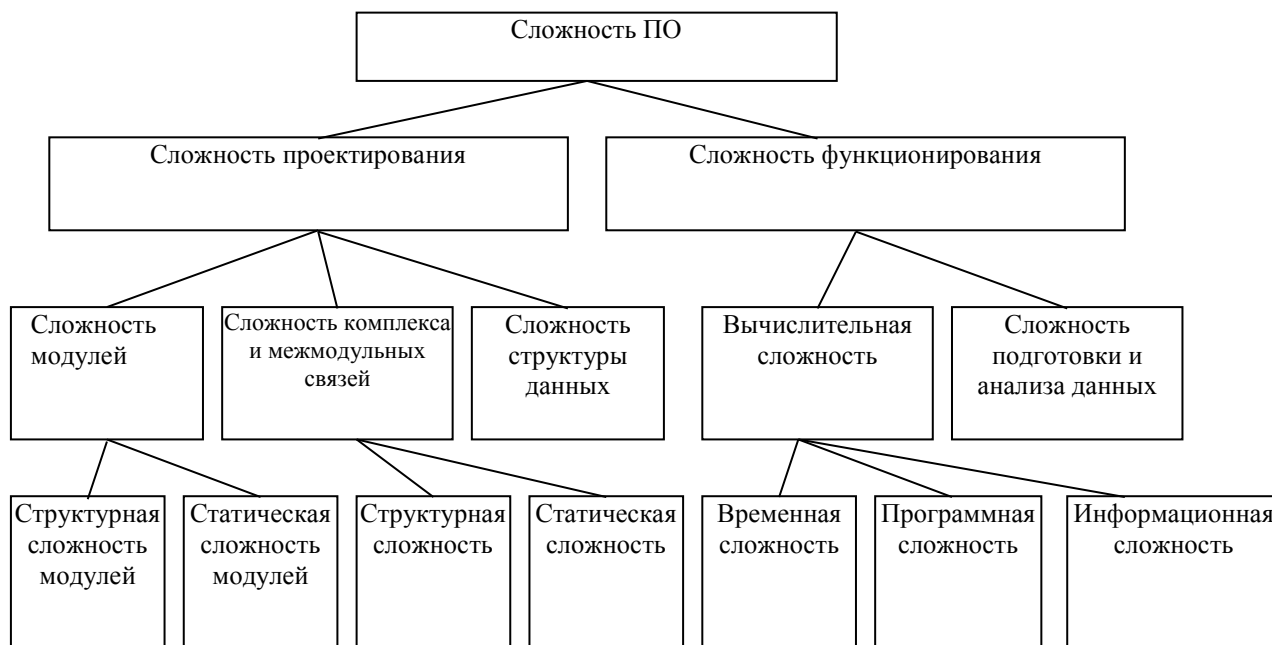 Сложность ПО
Сложность проектирования
Сложность функционирования
Сложность
модулей
Сложность комплекса
и межмодульных
связей
Сложность
структуры
данных
Вычислительная
сложность
Сложность
подготовки и
анализа данных
Структурная
сложность
модулей
Статическая
сложность
модулей
Структурная
сложность
Статическая
сложность
Временная
сложность
Программная
сложность
Информационная
сложность